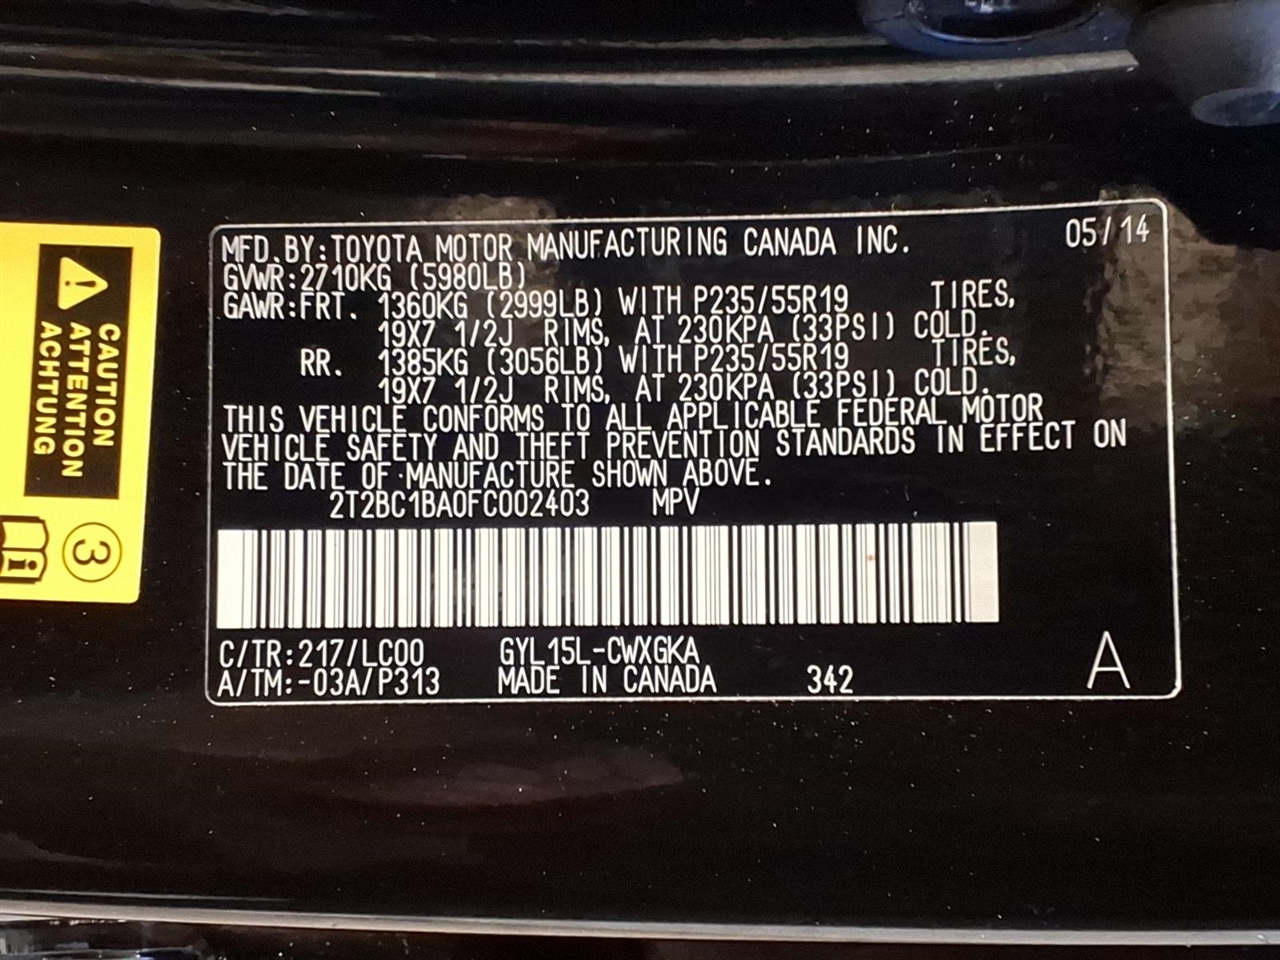 MFD.BY:TOYOTA MOTOR MANUFACTURING CANADA INC. 05/14
GVWR:2710KG (5980LB)
GAWR:FRT. 1360KG (2999LB) WITH P235/55R19 TIRES,
19X7 1/2J RIMS, AT 230KPA (33PSI) COLD.
RR. 1385KG (3056LB) WITH P235/55R19 TIRES,
19X7 1/2J RIMS, AT 230KPA (33PSI) COLD.
THIS VEHICLE CONFORMS TO ALL APPLICABLE FEDERAL MOTOR
VEHICLE SAFETY AND THEFT PREVENTION STANDARDS IN EFFECT ON
THE DATE OF MANUFACTURE SHOWN ABOVE.
2T2BC1BA0FC002403 MPV
C/TR:217/LC00 GYL15L-CWXGKA
A/TM:-03A/P313 MADE IN CANADA 342 A
CAUTION
ATTENTION
ACHTUNG
3
i